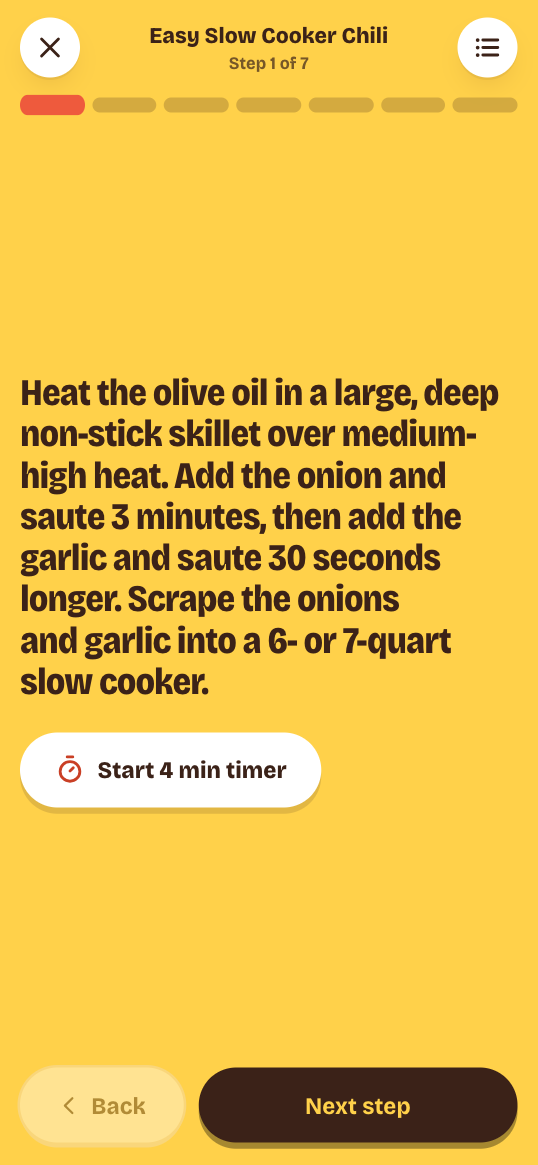 Easy Slow Cooker Chili
Step 1 of 7
Heat the olive oil in a large, deep
non-stick skillet over medium-
high heat. Add the onion and
saute 3 minutes, then add the
garlic and saute 30 seconds
longer. Scrape the onions
and garlic into a 6- or 7-quart
slow cooker.
Start 4 min timer
Back
Next step